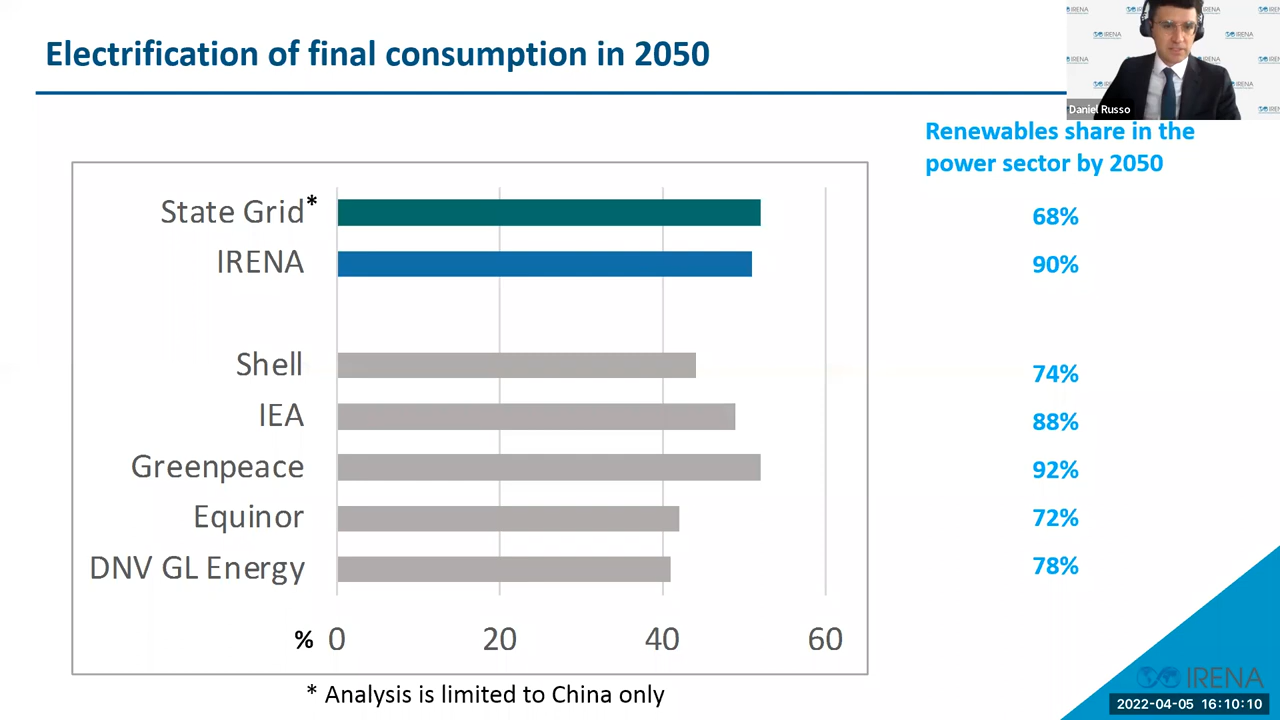 Electrification of final consumption in 2050
IRENA
Daniel Russo
Renewables share in the
power sector by 2050
State Grid* 68%
IRENA 90%
Shell 74%
IEA 88%
Greenpeace 92%
Equinor 72%
DNV GL Energy 78%
% 0 20 40 60
* Analysis is limited to China only
IRENA
2022-04-05 16:10:10